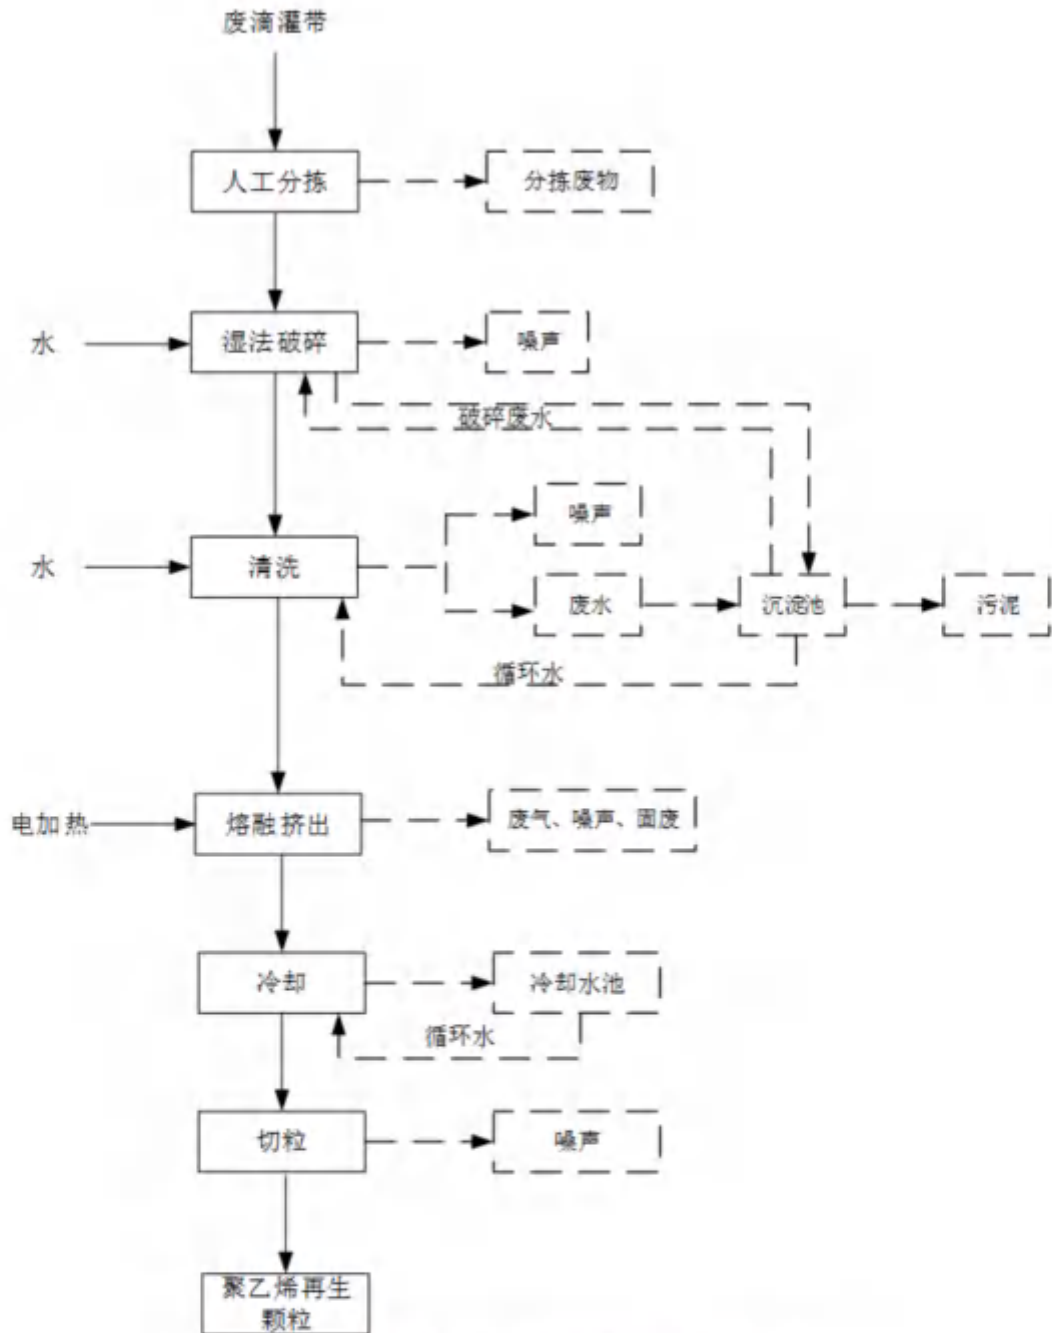 废滴灌带
人工分拣
分拣废物
水
湿法破碎
噪声
破碎废水
噪声
水
清洗
废水
沉淀池
污泥
循环水
电加热
熔融挤出
废气、噪声、固废
冷却
冷却水池
循环水
切粒
噪声
聚乙烯再生
颗粒